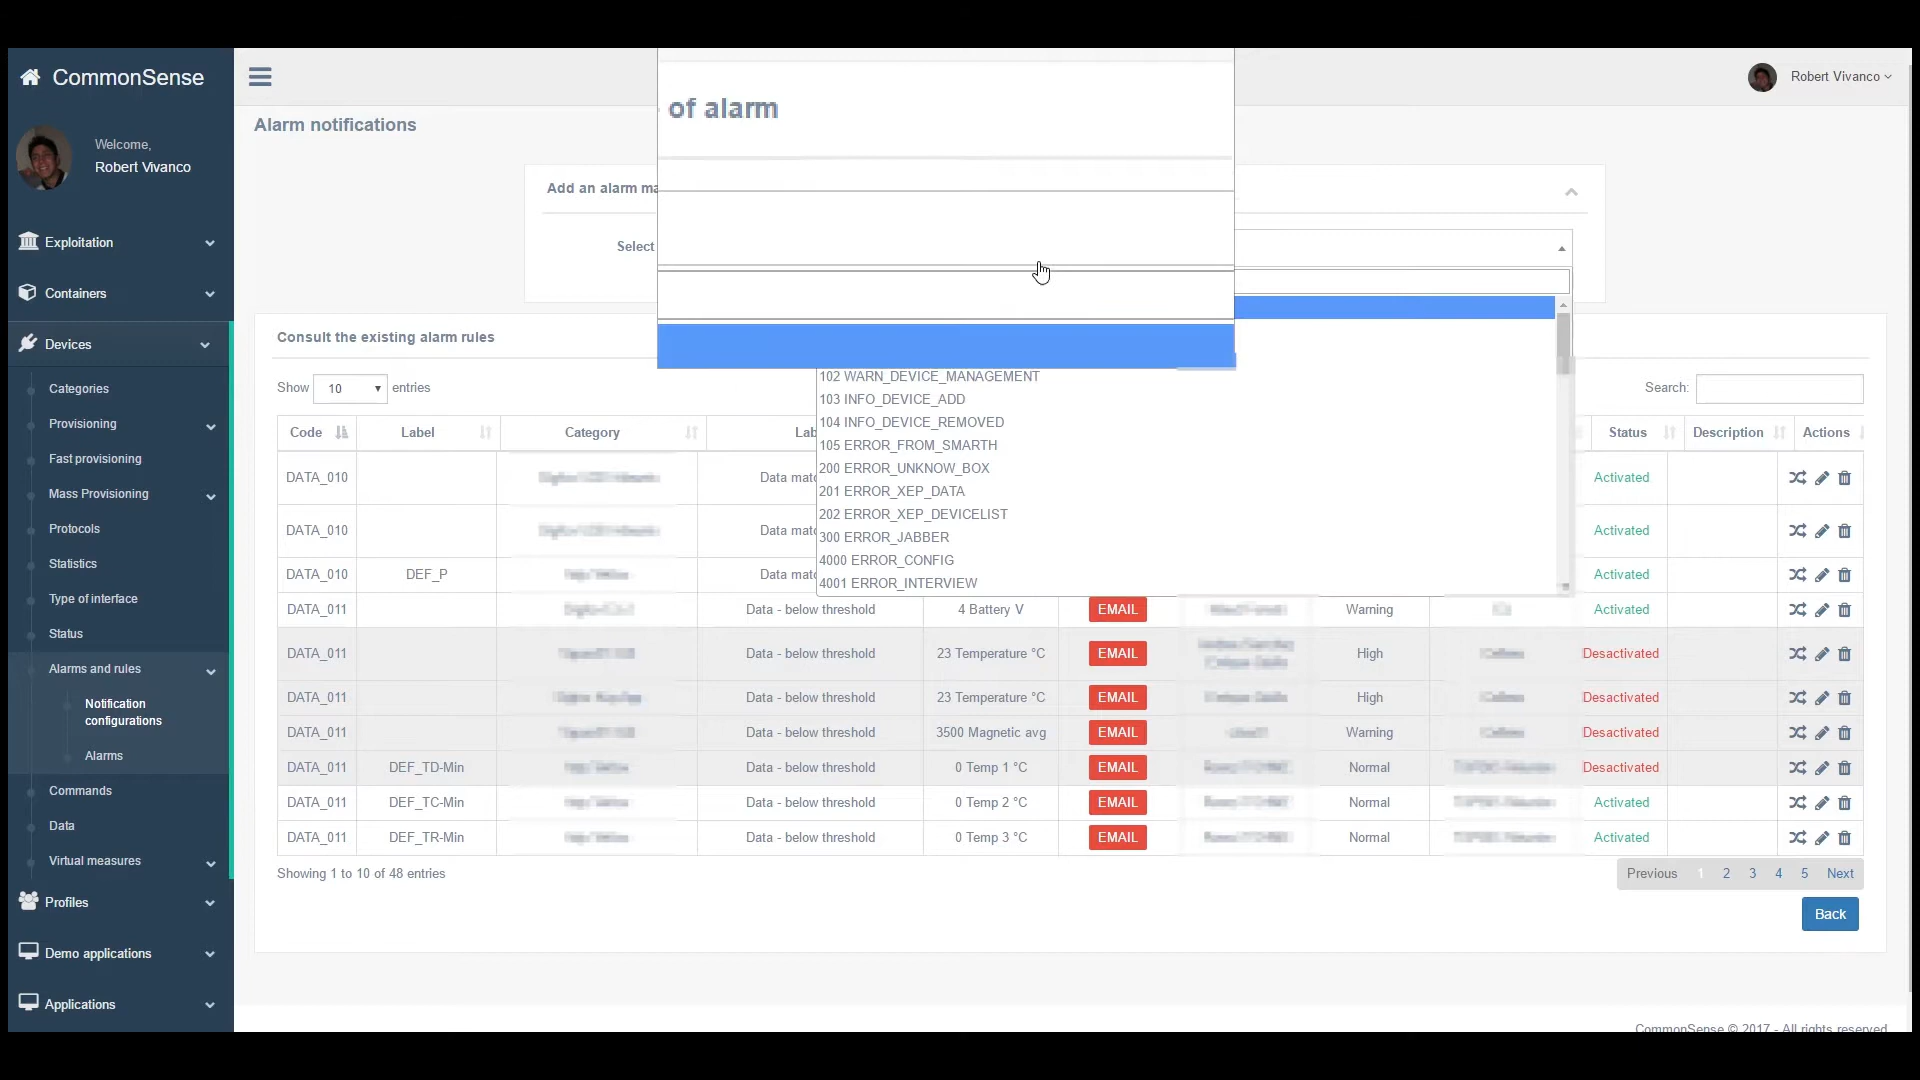 CommonSense
Robert Vivanco
of alarm
Alarm notifications
Welcome,
Robert Vivanco
Add an alarm
Select
Exploitation
Containers
Devices
Categories
Provisioning
Fast provisioning
Mass Provisioning
Protocols
Statistics
Type of interface
Status
Alarms and rules
Notification
configurations
Alarms
Commands
Data
Virtual measures
Profiles
Demo applications
Applications
Consult the existing alarm rules
102 WARN_DEVICE_MANAGEMENT
103 INFO_DEVICE_ADD
104 INFO_DEVICE_REMOVED
105 ERROR_FROM_SMARTH
200 ERROR_UNKNOW_BOX
201 ERROR_XEP_DATA
202 ERROR_XEP_DEVICELIST
300 ERROR_JABBER
4000 ERROR_CONFIG
4001 ERROR_INTERVIEW
Show 10 entries
Search:
Code Label Category Status Description Actions
DATA_010 Data Activated
DATA_010 Data Activated
DATA_010 DEF_P Data Activated
DATA_011 Data - below threshold 4 Battery V EMAIL Warning Activated
DATA_011 Data - below threshold 23 Temperature °C EMAIL High Desactivated
DATA_011 Data - below threshold 23 Temperature °C EMAIL High Desactivated
DATA_011 Data - below threshold 3500 Magnetic avg EMAIL Warning Desactivated
DATA_011 DEF_TD-Min Data - below threshold 0 Temp 1 °C EMAIL Normal Desactivated
DATA_011 DEF_TC-Min Data - below threshold 0 Temp 2 °C EMAIL Normal Activated
DATA_011 DEF_TR-Min Data - below threshold 0 Temp 3 °C EMAIL Normal Activated
Showing 1 to 10 of 48 entries
Previous 1 2 3 4 5 Next
Back
CommonSense © 2017 - All rights reserved